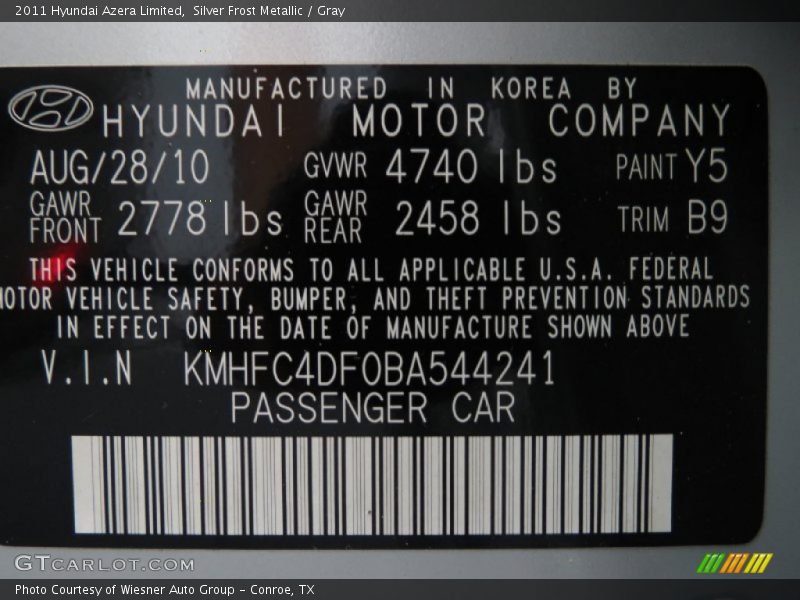 2011 Hyundai Azera Limited, Silver Frost Metallic / Gray
MANUFACTURED IN KOREA BY
HYUNDAI MOTOR COMPANY
AUG/28/10 GVWR 4740 lbs PAINT Y5
GAWR FRONT 2778 lbs GAWR REAR 2458 lbs TRIM B9
THIS VEHICLE CONFORMS TO ALL APPLICABLE U.S.A. FEDERAL
MOTOR VEHICLE SAFETY, BUMPER, AND THEFT PREVENTION STANDARDS
IN EFFECT ON THE DATE OF MANUFACTURE SHOWN ABOVE
V.I.N KMHFC4DF0BA544241
PASSENGER CAR
GTCARLOT.COM
Photo Courtesy of Wiesner Auto Group - Conroe, TX